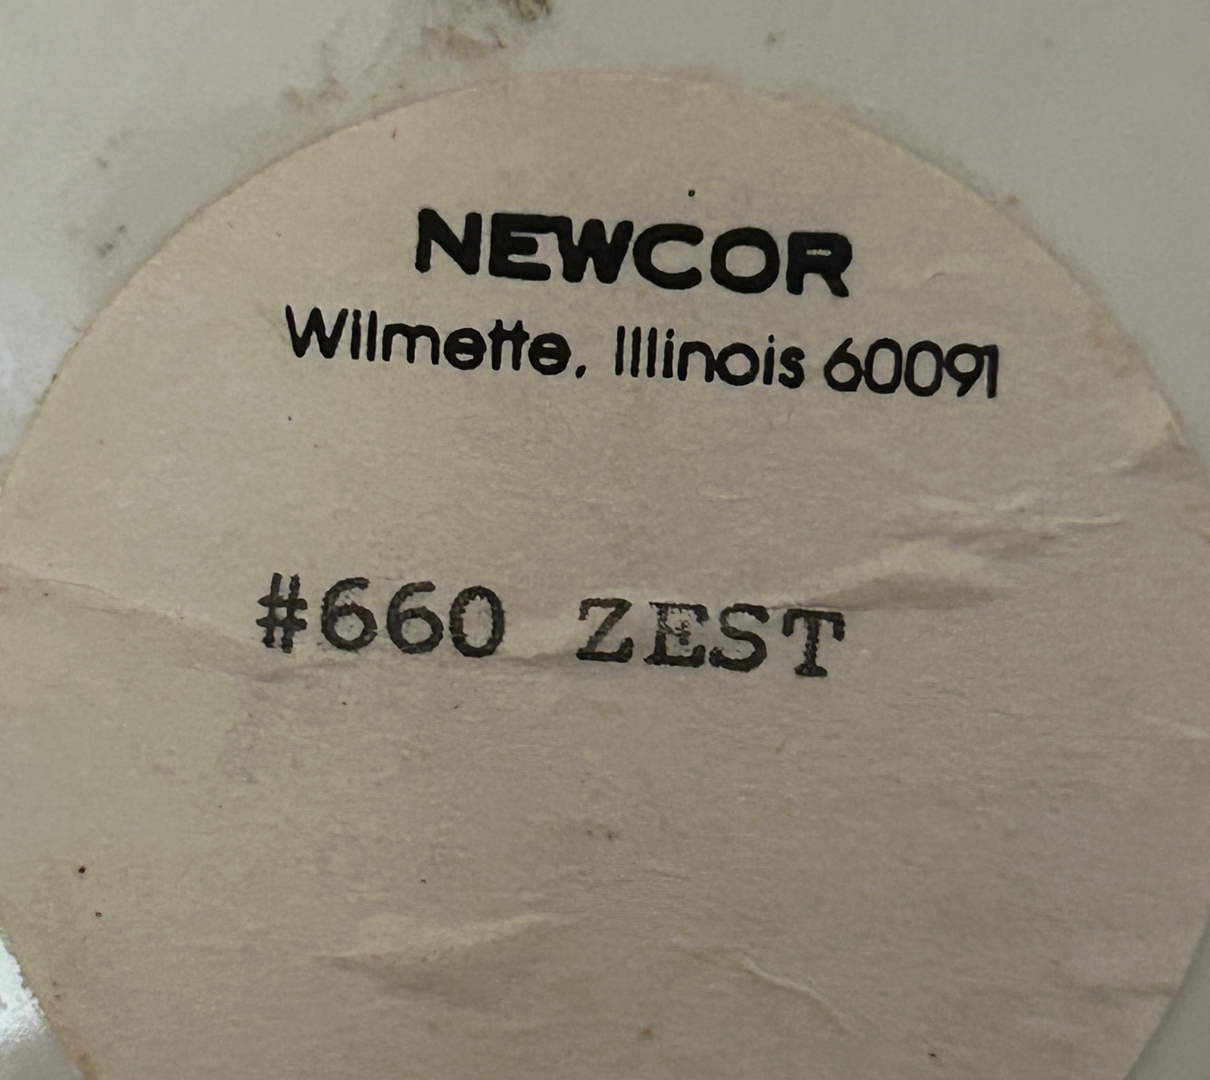 NEWCOR
Wilmette, Illinois 60091
#660 ZEST